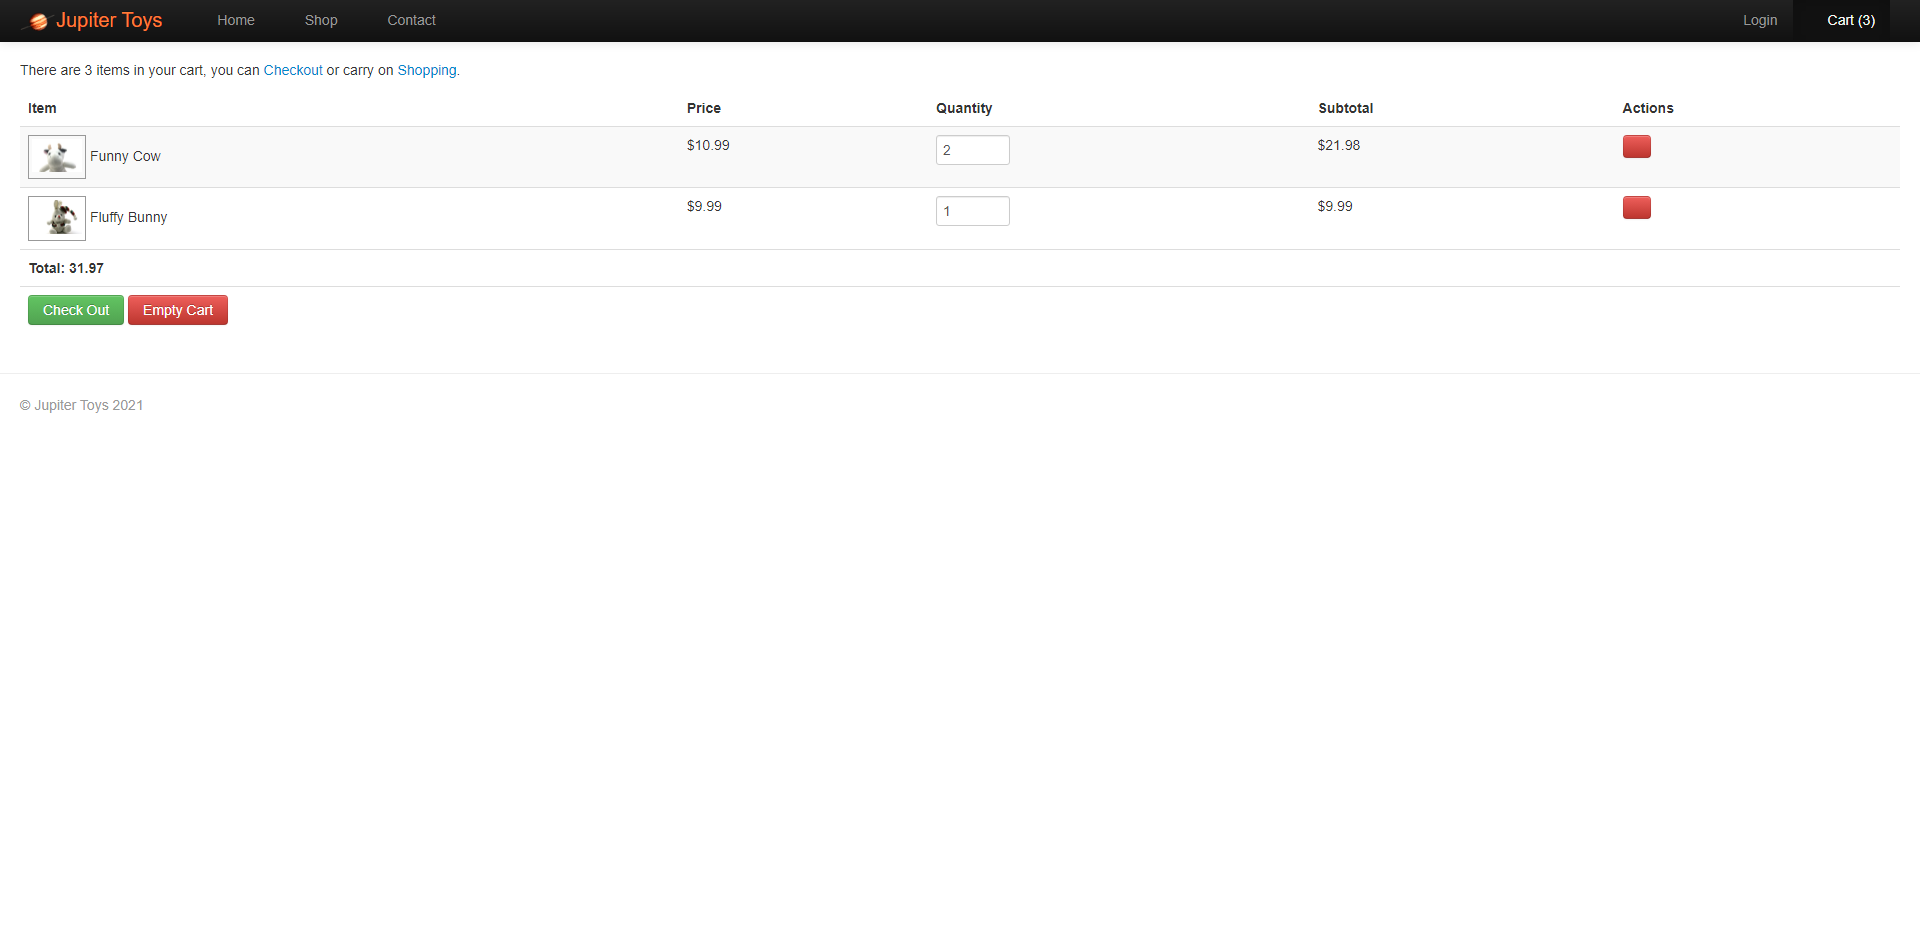 Jupiter Toys Home Shop Contact Login Cart (3)
There are 3 items in your cart, you can Checkout or carry on Shopping.
Item Price Quantity Subtotal Actions
Funny Cow $10.99 2 $21.98
Fluffy Bunny $9.99 1 $9.99
Total: 31.97
Check Out Empty Cart
© Jupiter Toys 2021